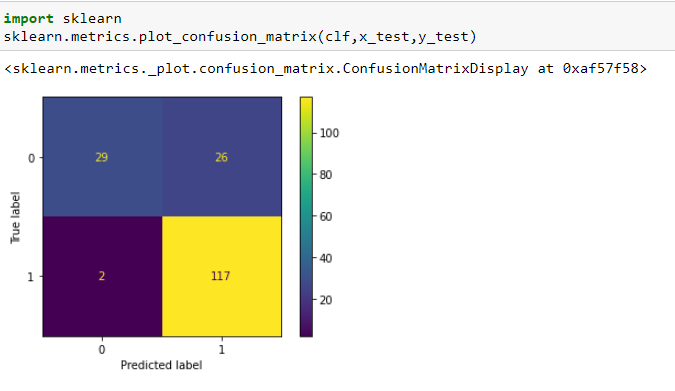 import sklearn
sklearn.metrics.plot_confusion_matrix(clf,x_test,y_test)
<sklearn.metrics._plot.confusion_matrix.ConfusionMatrixDisplay at 0xaf57f58>
True label
0
1
29 26
2 117
0 1
Predicted label
100
80
60
40
20